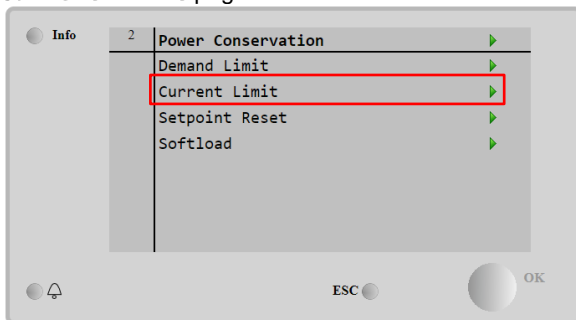 Info
2 Power Conservation
Demand Limit
Current Limit
Setpoint Reset
Softload
ESC
OK